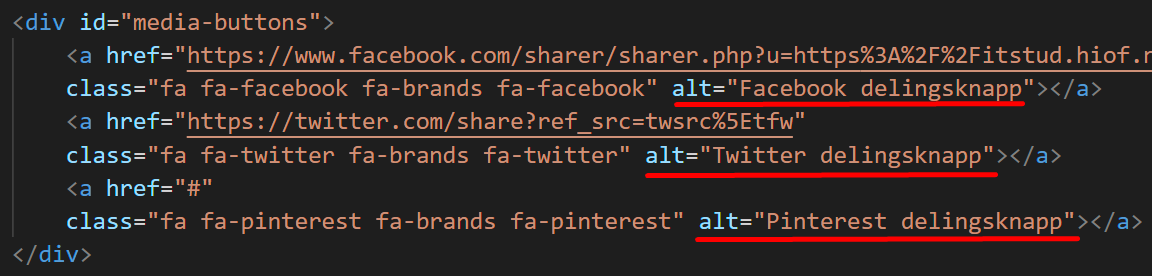 <div id="media-buttons">
<a href="https://www.facebook.com/sharer/sharer.php?u=https%3A%2F%2Fitstud.hiof.r
class="fa fa-facebook fa-brands fa-facebook" alt="Facebook delingsknapp"></a>
<a href="https://twitter.com/share?ref_src=twsrc%5Etfw"
class="fa fa-twitter fa-brands fa-twitter" alt="Twitter delingsknapp"></a>
<a href="#"
class="fa fa-pinterest fa-brands fa-pinterest" alt="Pinterest delingsknapp"></a>
</div>